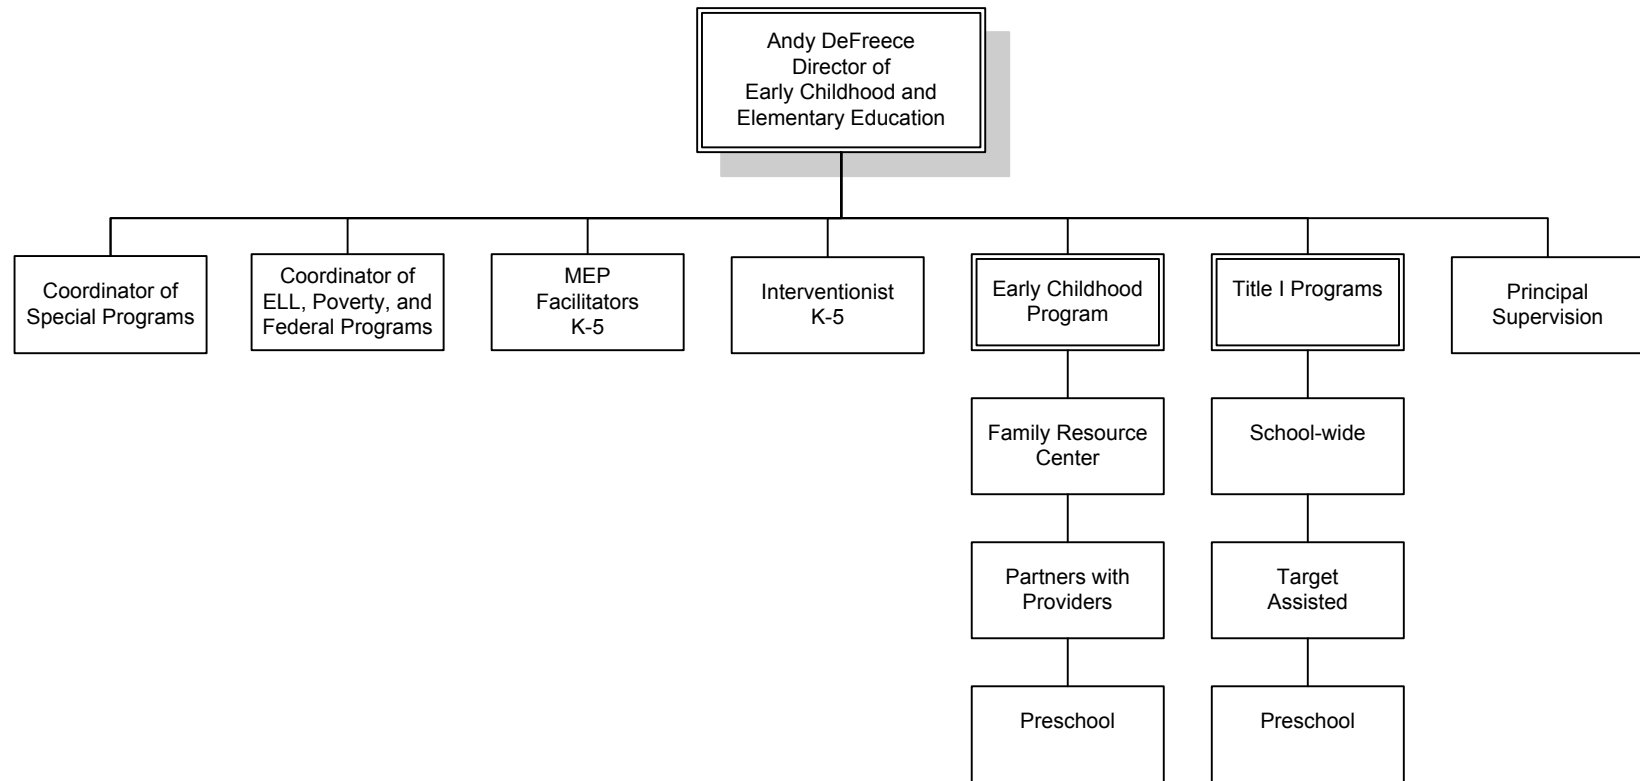 Andy DeFreece
Director of
Early Childhood and
Elementary Education
Coordinator of
Special Programs
Coordinator of
ELL, Poverty, and
Federal Programs
MEP
Facilitators
K-5
Interventionist
K-5
Early Childhood
Program
Title I Programs
Principal
Supervision
Family Resource
Center
School-wide
Partners with
Providers
Target
Assisted
Preschool
Preschool